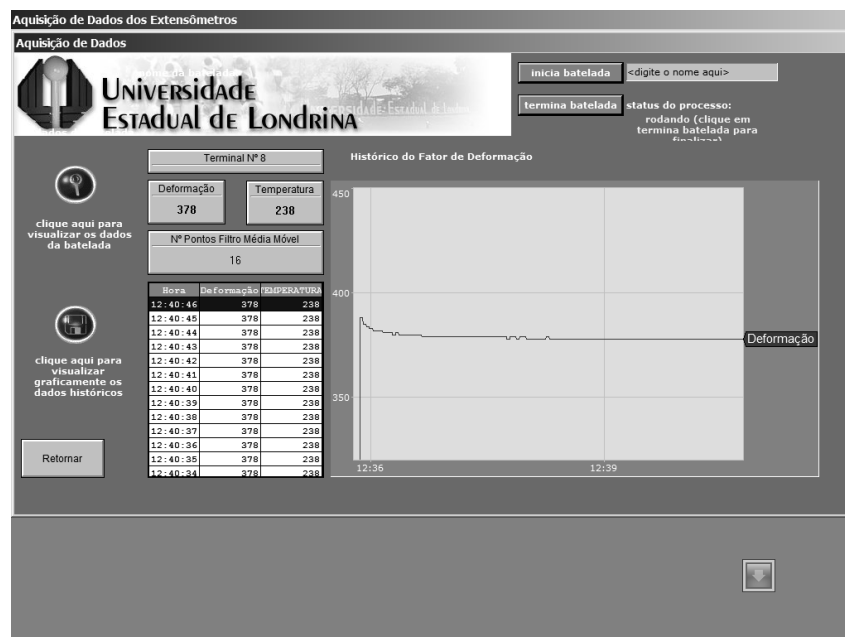 Aquisição de Dados dos Extensômetros
Aquisição de Dados
Universidade
Estadual de Londrina
inicia batelada
<digite o nome aqui>
termina batelada
status do processo:
rodando (clique em
termina batelada para
finalizar)
clique aqui para
visualizar os dados
da batelada
clique aqui para
visualizar
graficamente os
dados históricos
Retornar
Terminal Nº 8
Deformação
378
Temperatura
238
Nº Pontos Filtro Média Móvel
16
Hora Deformação TEMPERATURA
12:40:46 378 238
12:40:45 378 238
12:40:44 378 238
12:40:43 378 238
12:40:42 378 238
12:40:41 378 238
12:40:40 378 238
12:40:39 378 238
12:40:38 378 238
12:40:37 378 238
12:40:36 378 238
12:40:35 378 238
12:40:34 378 238
Histórico do Fator de Deformação
450
400
350
12:36 12:39
Deformação